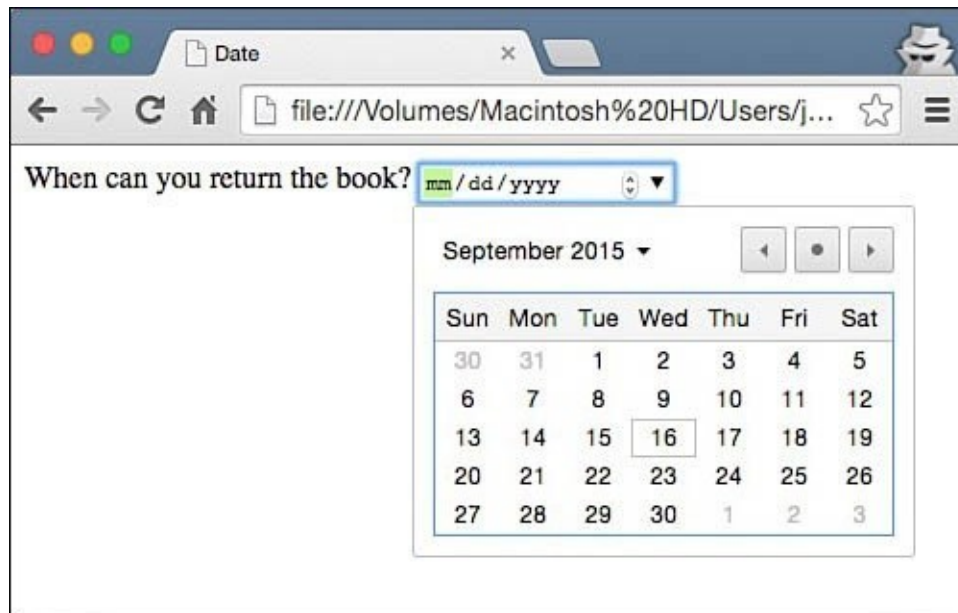 Date
file:///Volumes/Macintosh%20HD/Users/j...
When can you return the book? mm/dd/yyyy
September 2015
Sun Mon Tue Wed Thu Fri Sat
30 31 1 2 3 4 5
6 7 8 9 10 11 12
13 14 15 16 17 18 19
20 21 22 23 24 25 26
27 28 29 30 1 2 3